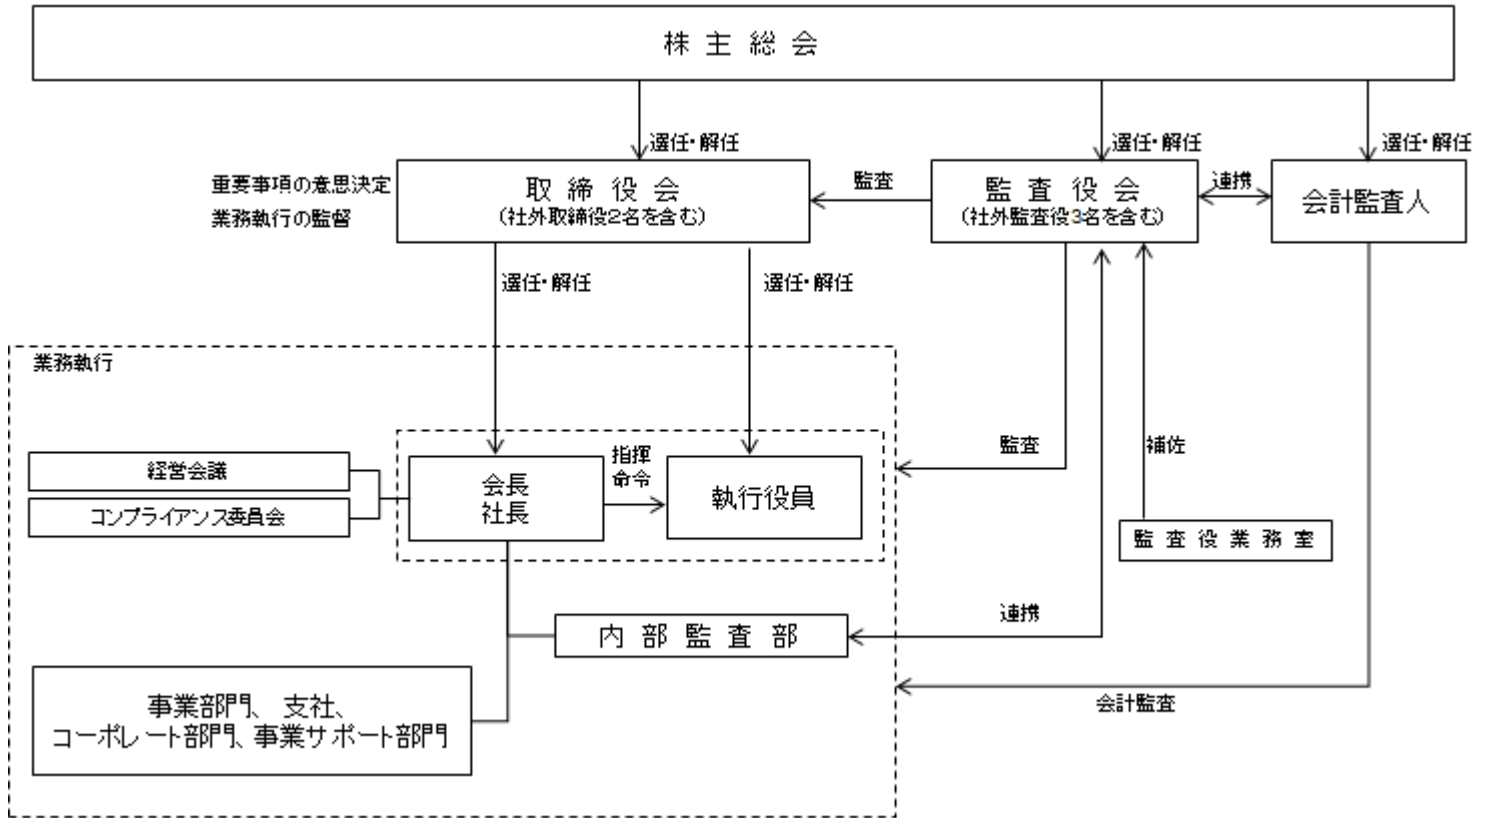 株主総会
選任・解任
選任・解任
選任・解任
重要事項の意思決定
業務執行の監督
取締役会
(社外取締役2名を含む)
監査
監査役会
(社外監査役3名を含む)
連携
会計監査人
選任・解任
選任・解任
業務執行
経営会議
コンプライアンス委員会
会長
社長
指揮
命令
執行役員
監査
補佐
監査役業務室
連携
内部監査部
会計監査
事業部門、支社、
コーポレート部門、事業サポート部門